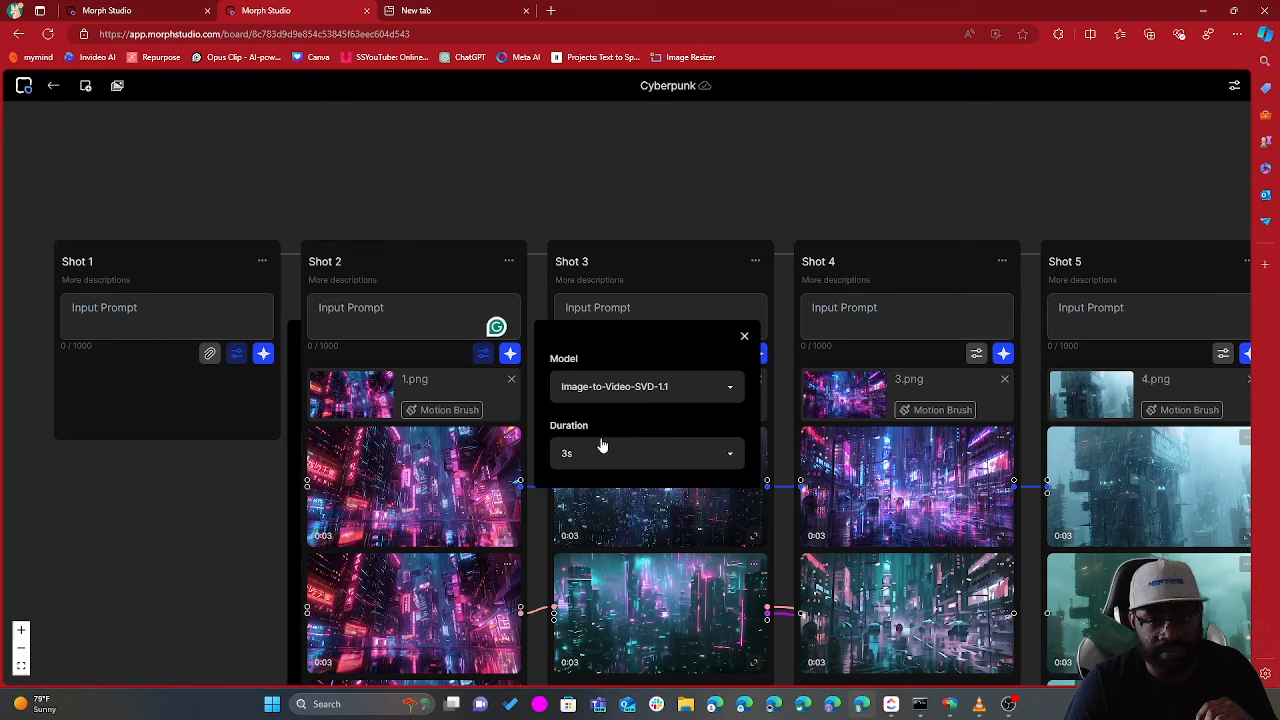 Morph Studio
Morph Studio
New tab
https://app.morphstudio.com/board/8c783d9d9e854c53845f63eec604d543
mymind
Invideo AI
Repurpose
Opus Clip - AI-pow...
Canva
SSYouTube: Online...
ChatGPT
Meta AI
Projects: Text to Sp...
Image Resizer
Cyberpunk
Shot 1
More descriptions
Input Prompt
0 / 1000
Shot 2
More descriptions
Input Prompt
0 / 1000
1.png
Motion Brush
0:03
0:03
Shot 3
More descriptions
Input Prompt
Model
Image-to-Video-SVD-1.1
Duration
3s
0:03
0:03
Shot 4
More descriptions
Input Prompt
0 / 1000
3.png
Motion Brush
0:03
0:03
Shot 5
More descriptions
Input Prompt
0 / 1000
4.png
Motion Brush
0:03
0:03
NEPTUNE
79°F
Sunny
Search